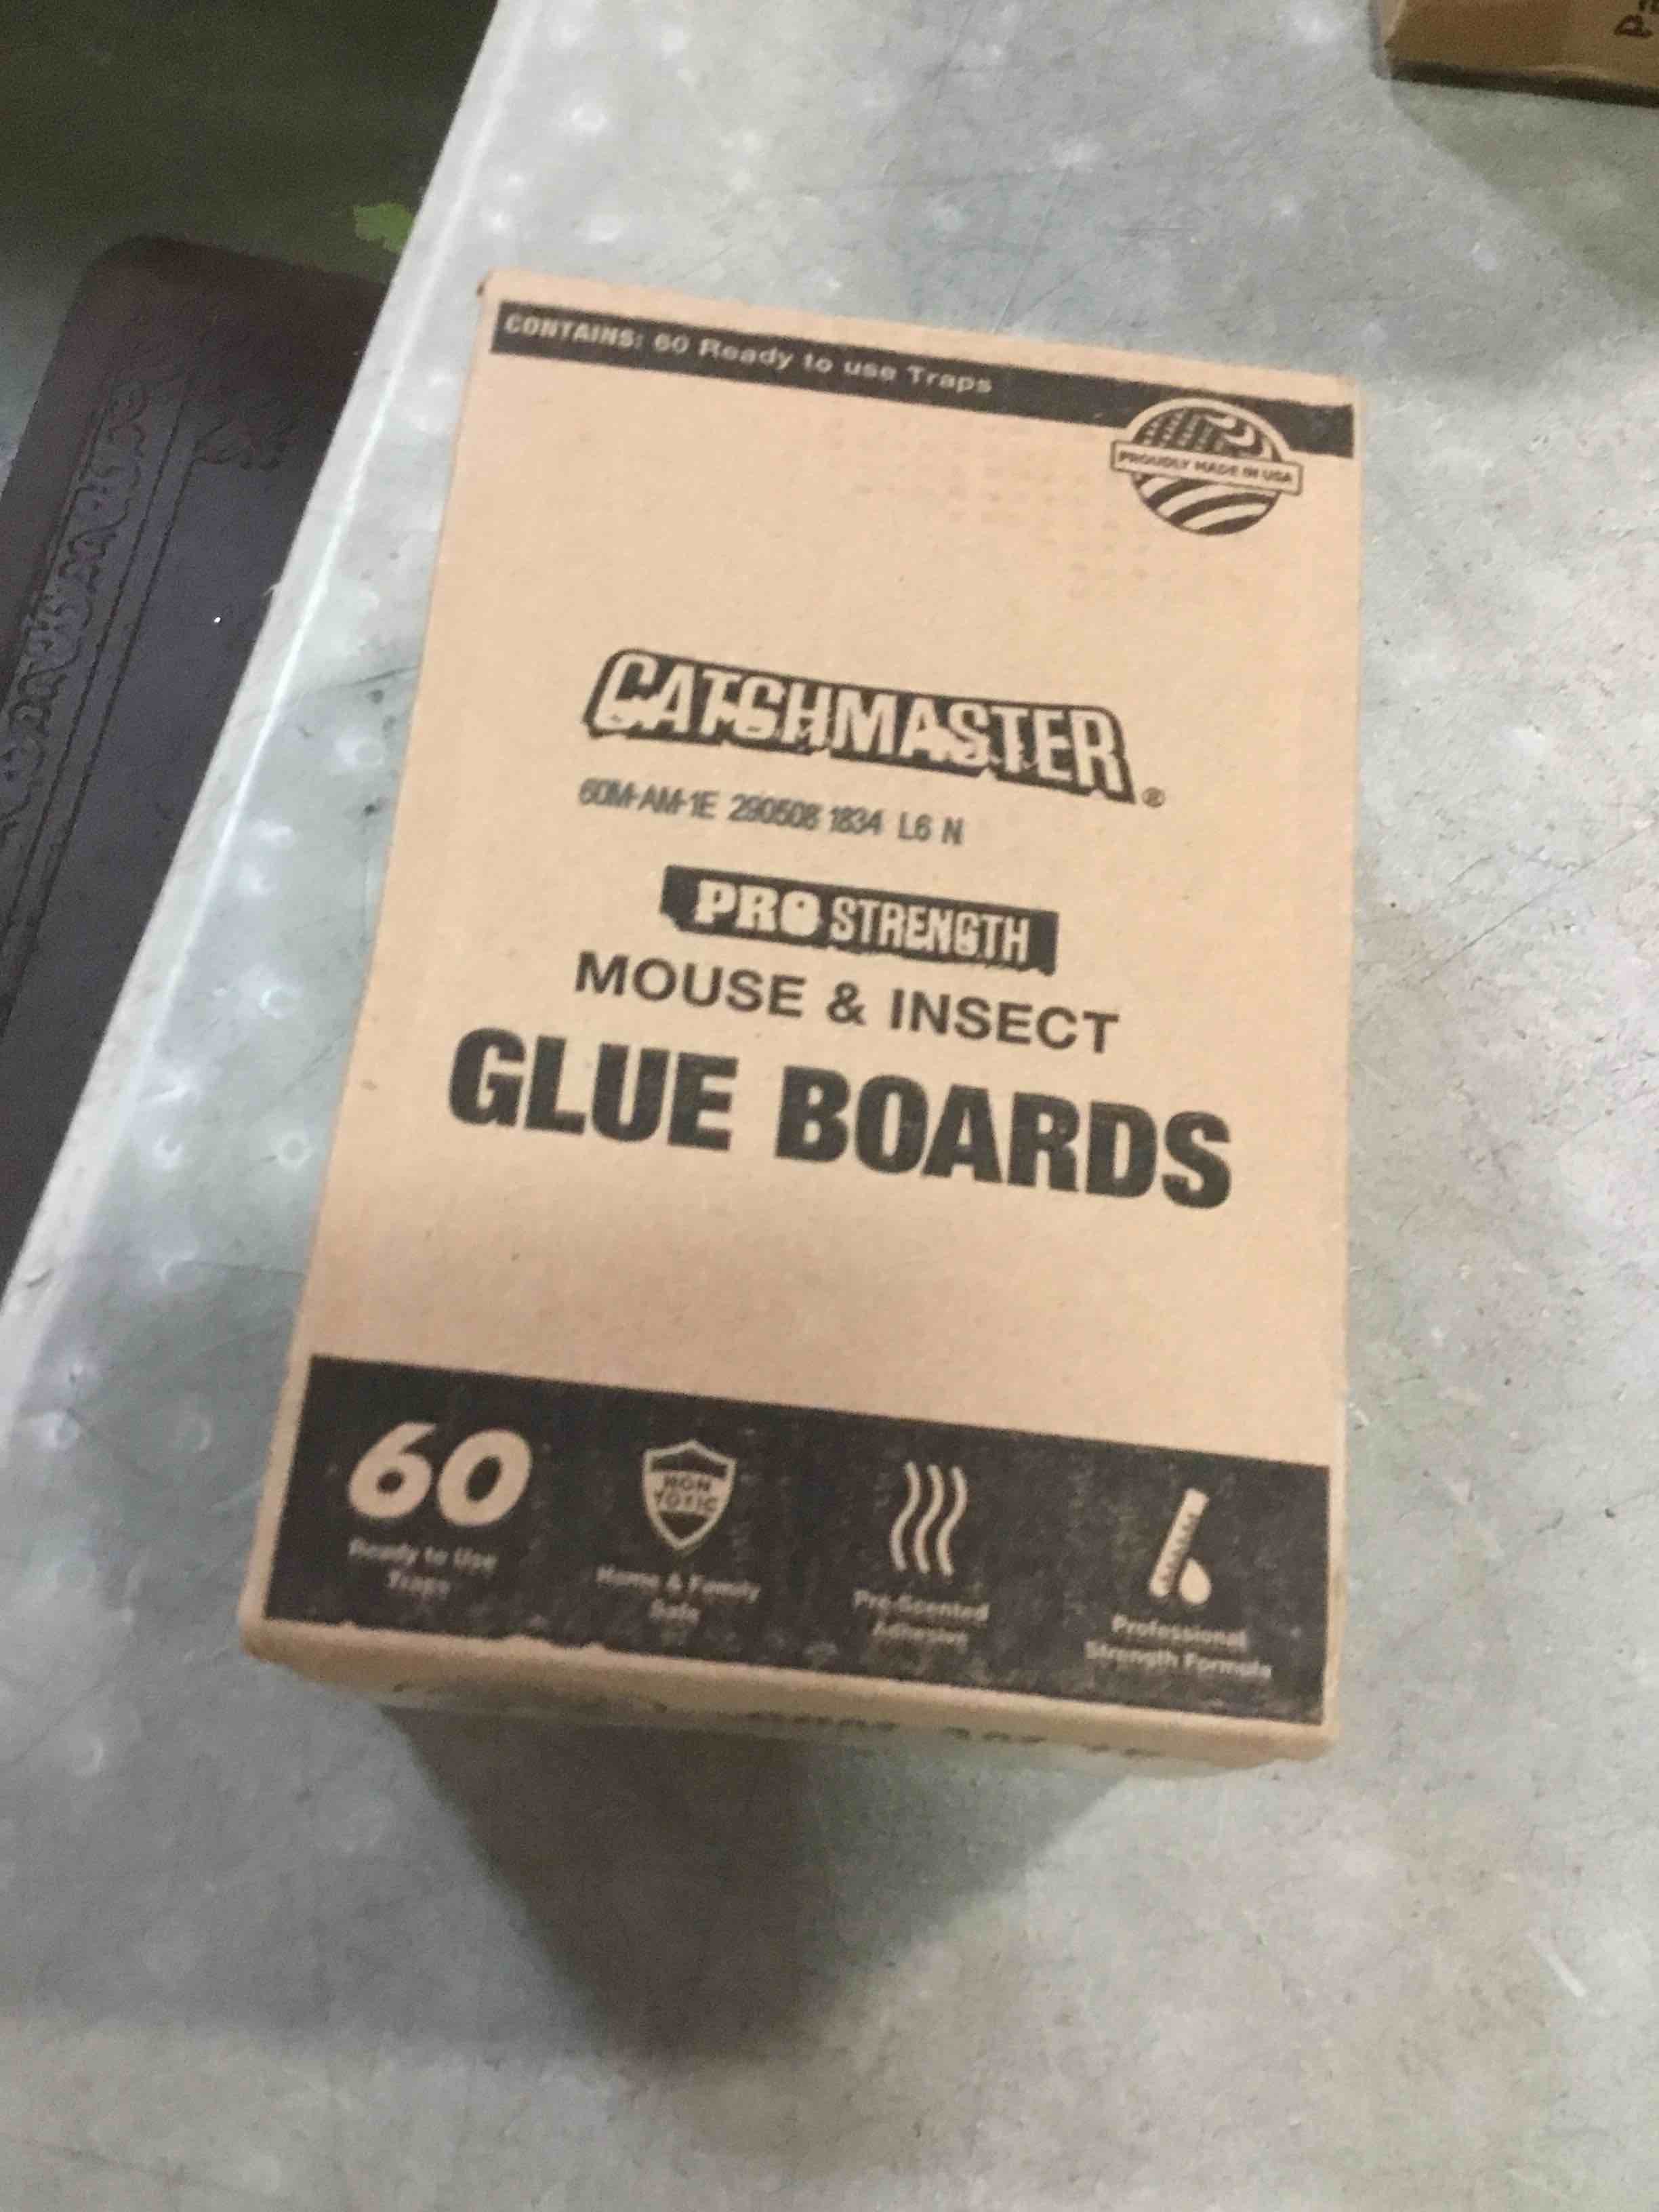 CONTAINS: 60 Ready to use Traps
PROUDLY MADE IN USA
CATCHMASTER®
60M-AM-1E 290508 1834 L6 N
PRO STRENGTH
MOUSE & INSECT
GLUE BOARDS
60
Ready to Use
Traps
NON
TOXIC
Home & Family
Safe
Pre-Scented
Adhesive
Professional
Strength Formula